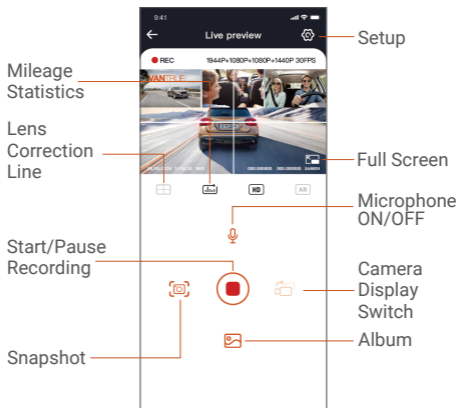 9:41
Live preview
Setup
REC 1944P+1080P+1080P+1440P 30FPS
VANTRUE
Mileage
Statistics
Lens
Correction
Line
Full Screen
HD
AR
Microphone
ON/OFF
Start/Pause
Recording
Camera
Display
Switch
Album
Snapshot